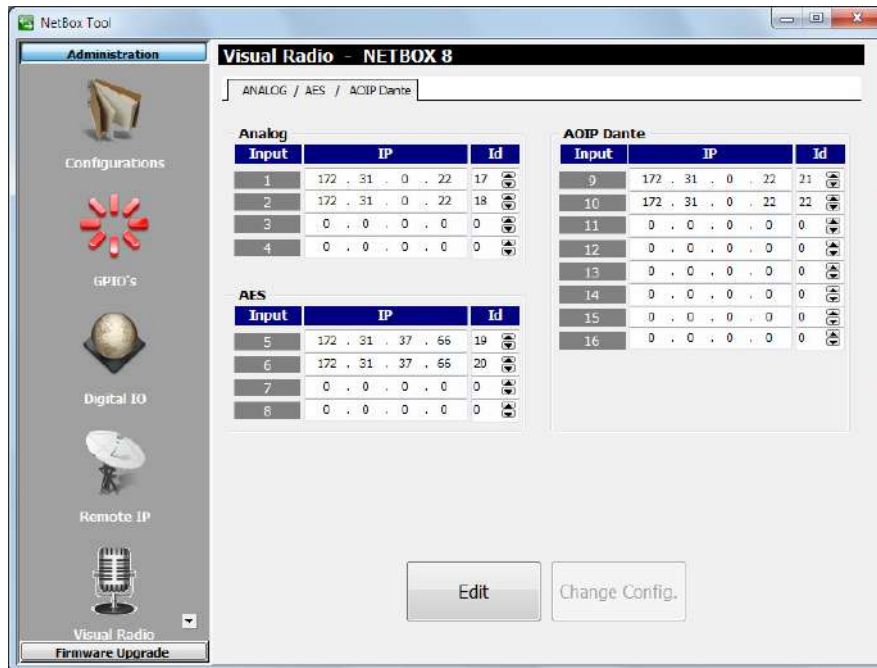 NetBox Tool
Administration
Configurations
GPIO's
Digital IO
Remote IP
Visual Radio
Firmware Upgrade
Visual Radio - NETBOX 8
ANALOG / AES / AOIP Dante
Analog
Input IP Id
1 172 . 31 . 0 . 22 17
2 172 . 31 . 0 . 22 18
3 0 . 0 . 0 . 0 0
4 0 . 0 . 0 . 0 0
AES
Input IP Id
5 172 . 31 . 37 . 66 19
6 172 . 31 . 37 . 66 20
7 0 . 0 . 0 . 0 0
8 0 . 0 . 0 . 0 0
AOIP Dante
Input IP Id
9 172 . 31 . 0 . 22 21
10 172 . 31 . 0 . 22 22
11 0 . 0 . 0 . 0 0
12 0 . 0 . 0 . 0 0
13 0 . 0 . 0 . 0 0
14 0 . 0 . 0 . 0 0
15 0 . 0 . 0 . 0 0
16 0 . 0 . 0 . 0 0
Edit
Change Config.